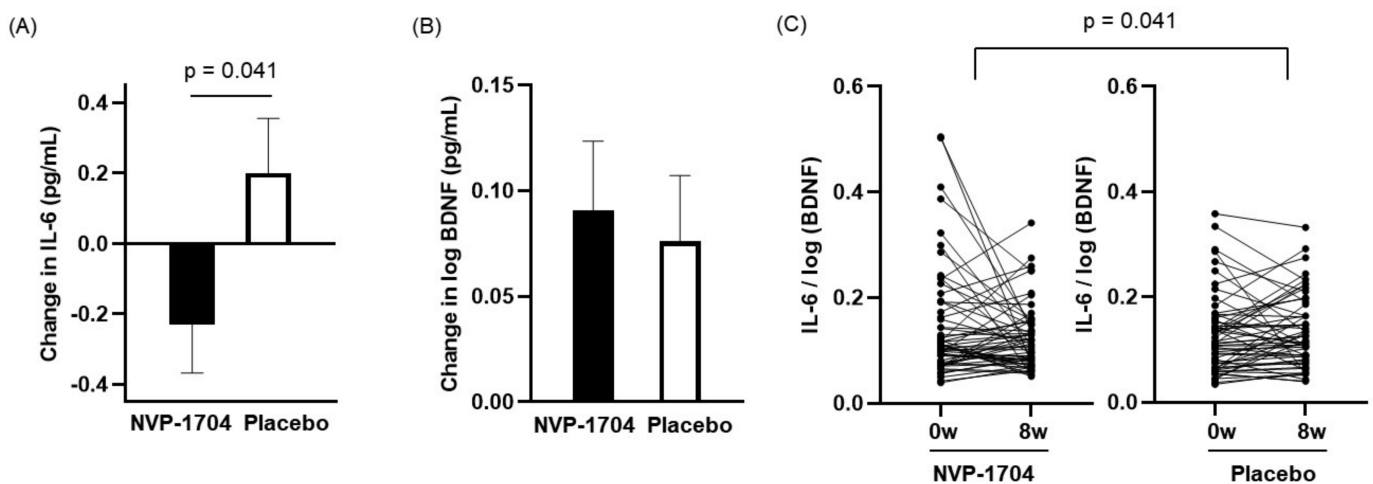 (A)
p = 0.041
Change in IL-6 (pg/mL)
0.4
0.2
0.0
-0.2
-0.4
NVP-1704 Placebo
(B)
Change in log BDNF (pg/mL)
0.15
0.10
0.05
0.00
NVP-1704 Placebo
(C)
p = 0.041
IL-6 / log (BDNF)
0.6
0.4
0.2
0.0
0w 8w
NVP-1704
IL-6 / log (BDNF)
0.6
0.4
0.2
0.0
0w 8w
Placebo